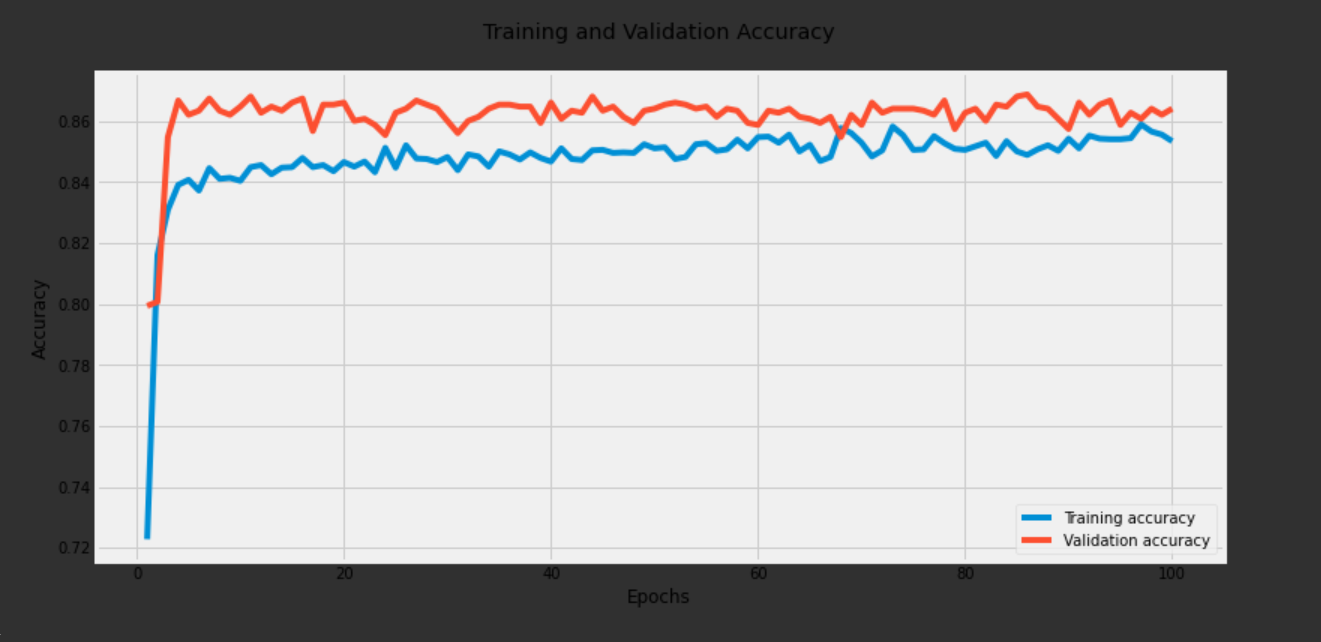 Training and Validation Accuracy
0.86
0.84
0.82
0.80
0.78
0.76
0.74
0.72
Accuracy
Training accuracy
Validation accuracy
0 20 40 60 80 100
Epochs